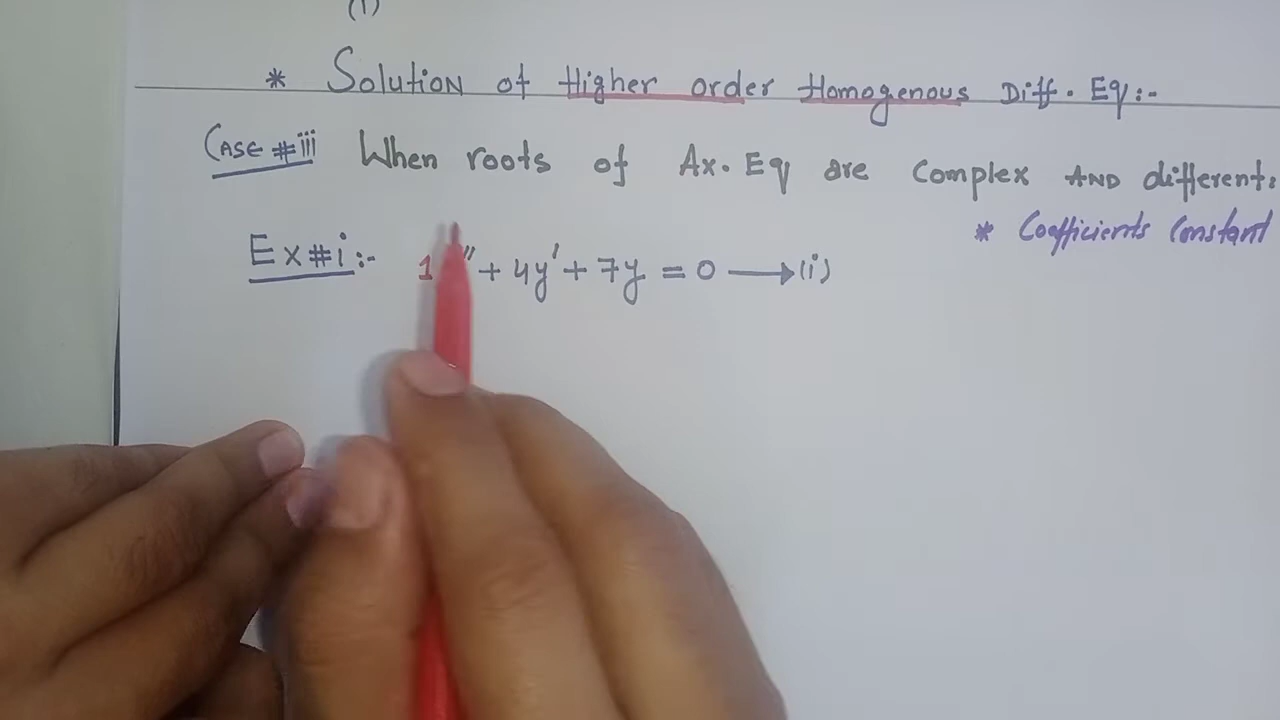 (1)
* Solution of Higher order Homogenous Diff. Eq:-
Case #iii When roots of Ax. Eq are Complex AND different.
* Coefficients Constant
Ex#i:- 1 " + 4y' + 7y = 0 ⟶ (i)